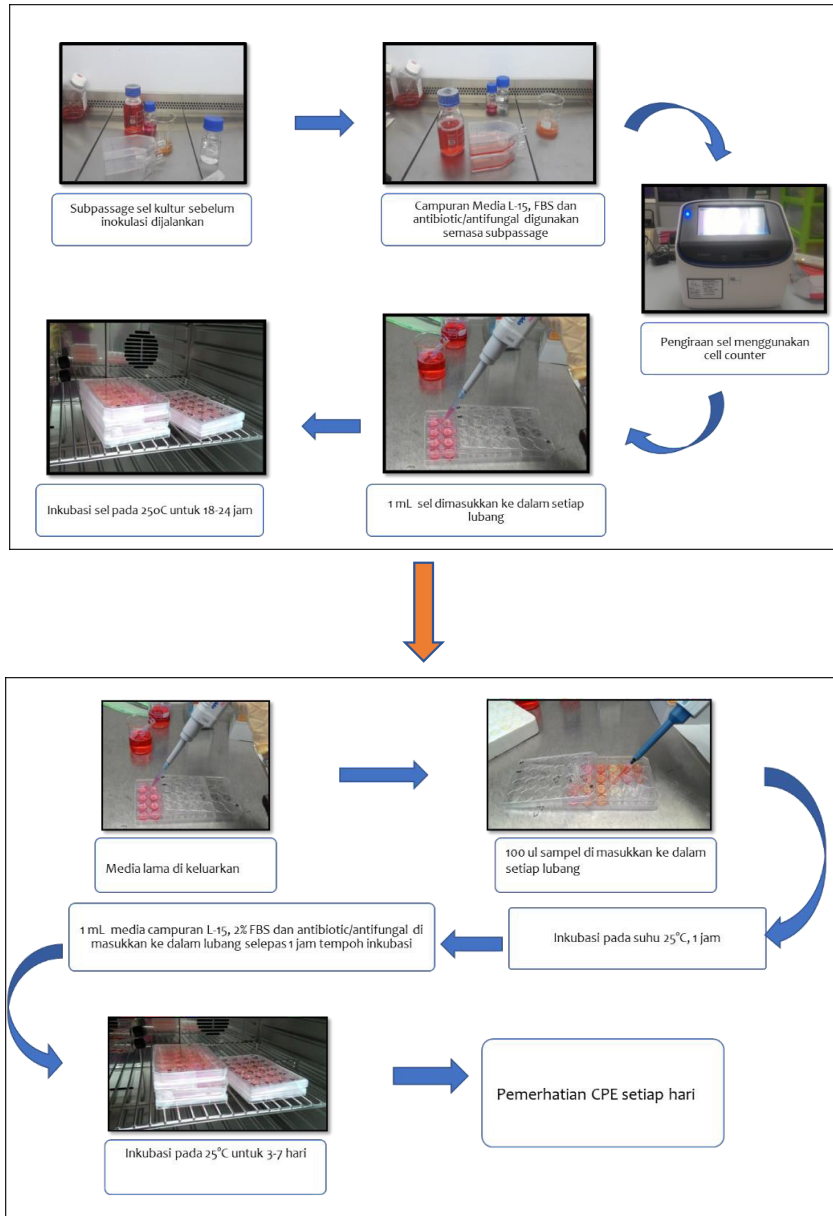 Subpassage sel kultur sebelum
inokulasi dijalankan
Campuran Media L-15, FBS dan
antibiotic/antifungal digunakan
semasa subpassage
Pengiraan sel menggunakan
cell counter
1 mL sel dimasukkan ke dalam setiap
lubang
Inkubasi sel pada 25oC untuk 18-24 jam
Media lama di keluarkan
100 ul sampel di masukkan ke dalam
setiap lubang
Inkubasi pada suhu 25°C, 1 jam
1 mL media campuran L-15, 2% FBS dan antibiotic/antifungal di
masukkan ke dalam lubang selepas 1 jam tempoh inkubasi
Inkubasi pada 25°C untuk 3-7 hari
Pemerhatian CPE setiap hari